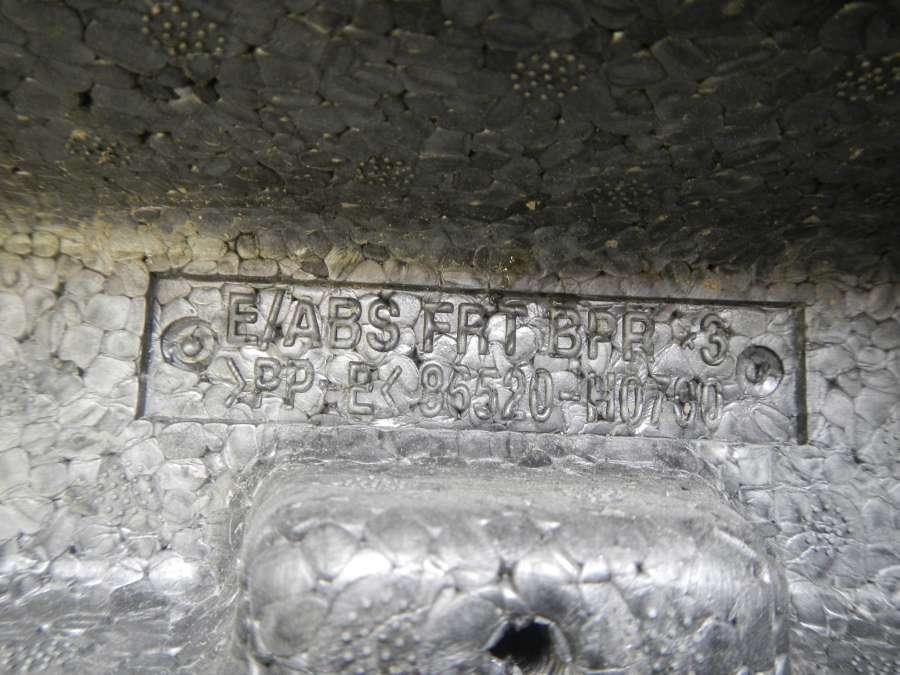 E/ABS FRT BPR *3
>PP-E< 86520-H0700